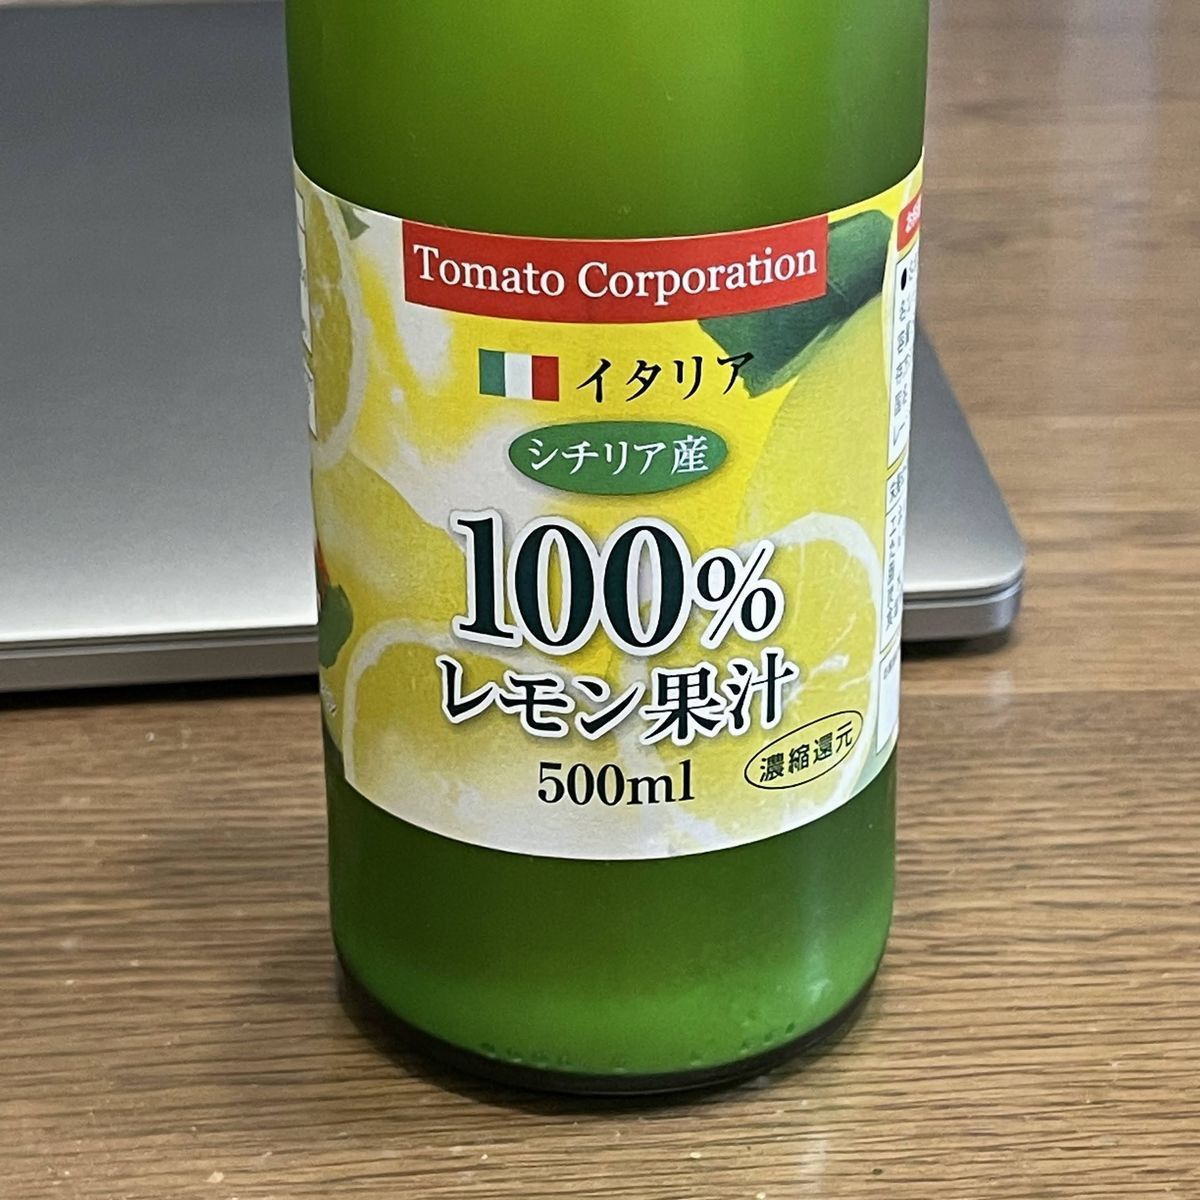 Tomato Corporation
イタリア
シチリア産
100%
レモン果汁
500ml
濃縮還元